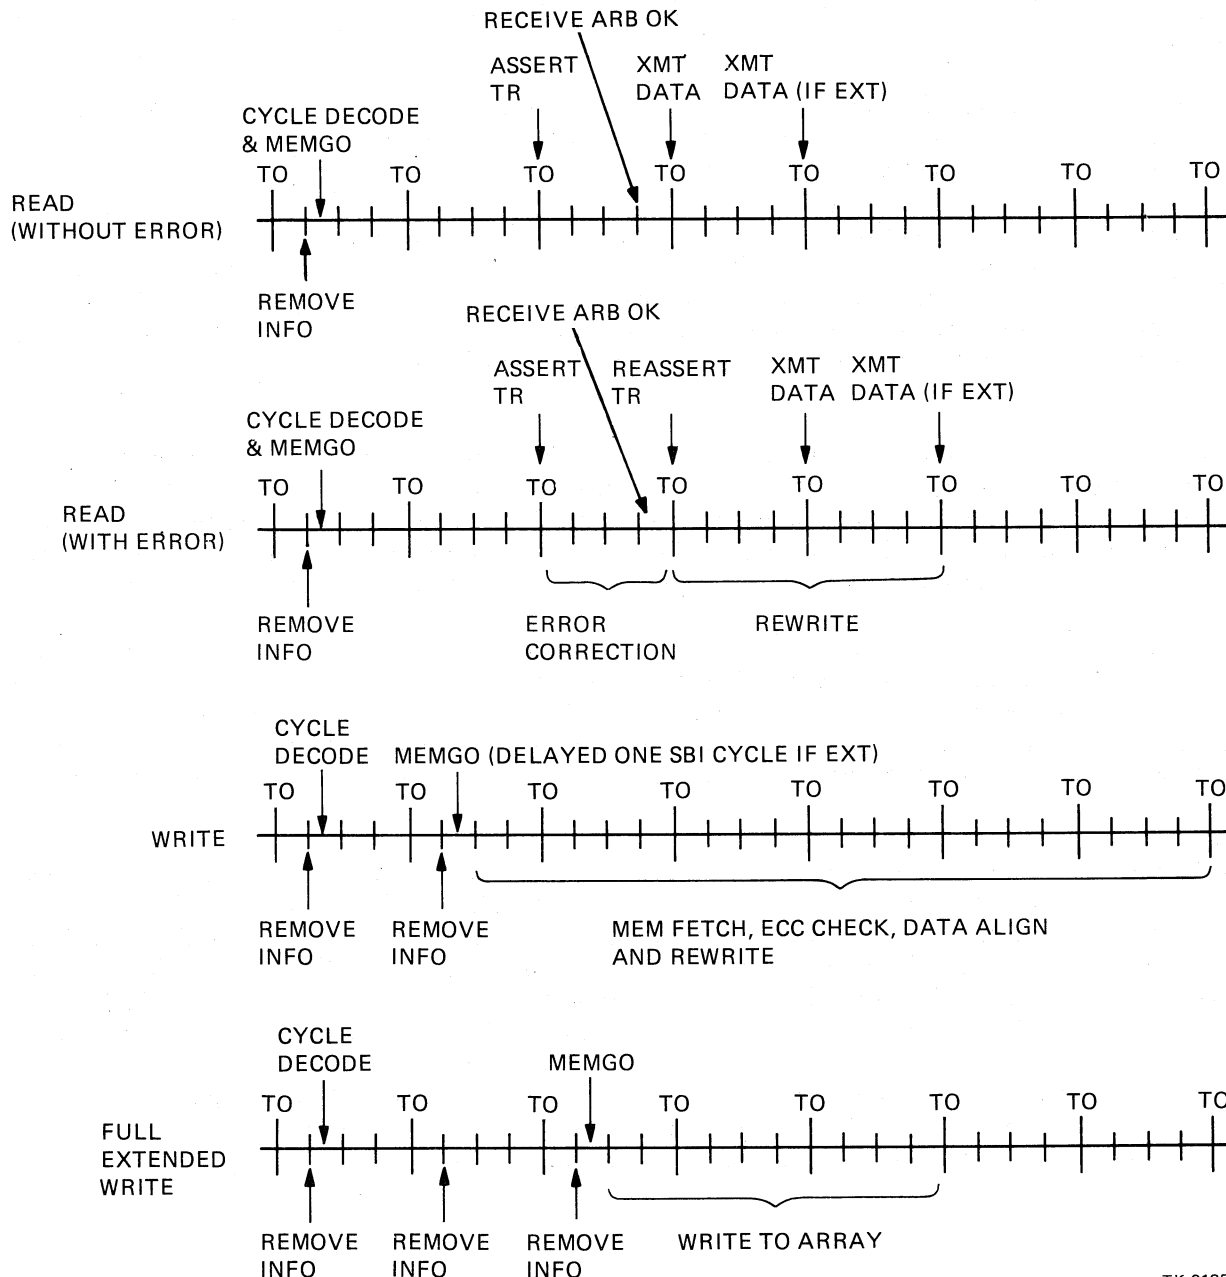 RECEIVE ARB OK
ASSERT TR
XMT DATA
XMT DATA (IF EXT)
CYCLE DECODE
& MEMGO
TO TO TO TO TO TO TO TO
READ
(WITHOUT ERROR)
REMOVE
INFO
RECEIVE ARB OK
ASSERT TR
REASSERT TR
XMT DATA
XMT DATA (IF EXT)
CYCLE DECODE
& MEMGO
TO TO TO TO TO TO TO TO
READ
(WITH ERROR)
REMOVE
INFO
ERROR
CORRECTION
REWRITE
CYCLE
DECODE
MEMGO (DELAYED ONE SBI CYCLE IF EXT)
TO TO TO TO TO TO TO TO
WRITE
REMOVE
INFO
REMOVE
INFO
MEM FETCH, ECC CHECK, DATA ALIGN
AND REWRITE
CYCLE
DECODE
MEMGO
TO TO TO TO TO TO TO TO
FULL
EXTENDED
WRITE
REMOVE
INFO
REMOVE
INFO
REMOVE
INFO
WRITE TO ARRAY